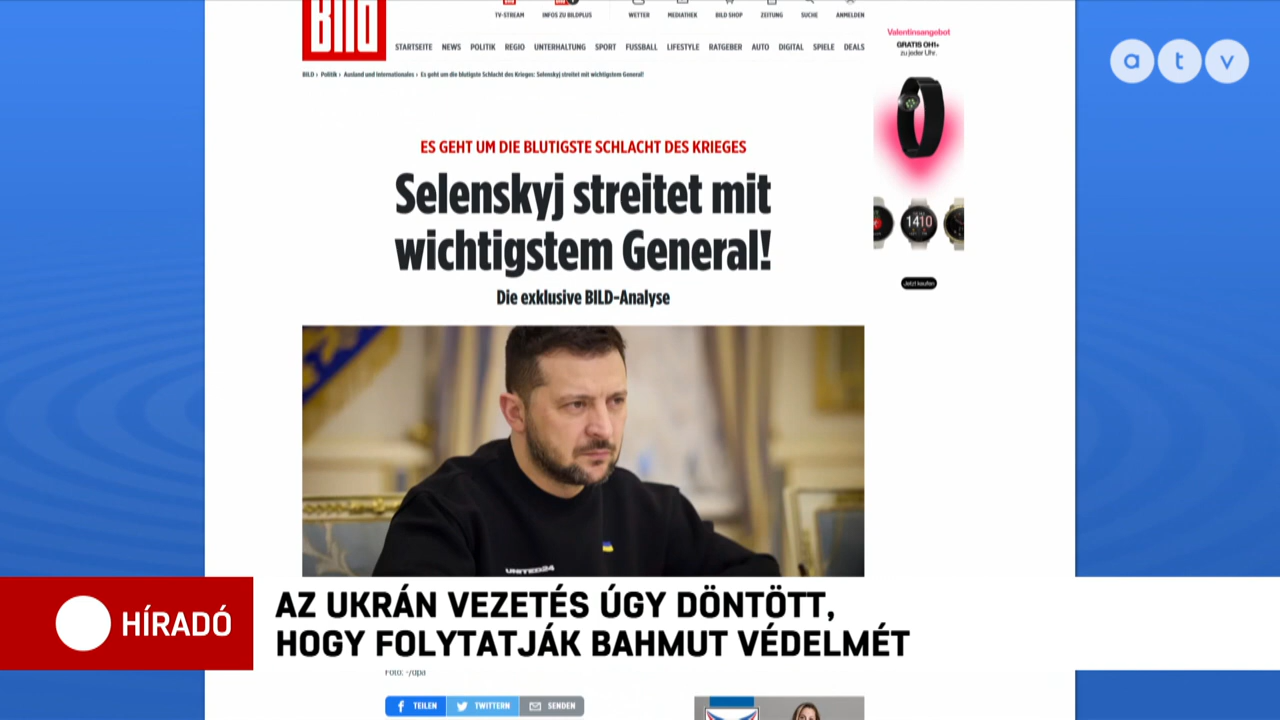 Bild
TV-STREAM
INFOS ZU BILDPLUS
WETTER
MEDIATHEK
BILD SHOP
ZEITUNG
SUCHE
ANMELDEN
STARTSEITE NEWS POLITIK REGIO UNTERHALTUNG SPORT FUSSBALL LIFESTYLE RATGEBER AUTO DIGITAL SPIELE DEALS
BILD › Politik › Ausland und Internationales › Es geht um die blutigste Schlacht des Krieges: Selenskyj streitet mit wichtigstem General!
Valentinsangebot
GRATIS OH1+
zu jeder Uhr.
atv
ES GEHT UM DIE BLUTIGSTE SCHLACHT DES KRIEGES
Selenskyj streitet mit
wichtigstem General!
Die exklusive BILD-Analyse
1410
Jetzt kaufen
UNITED24
HÍRADÓ
AZ UKRÁN VEZETÉS ÚGY DÖNTÖTT,
HOGY FOLYTATJÁK BAHMUT VÉDELMÉT
Foto: -/dpa
TEILEN
TWITTERN
SENDEN